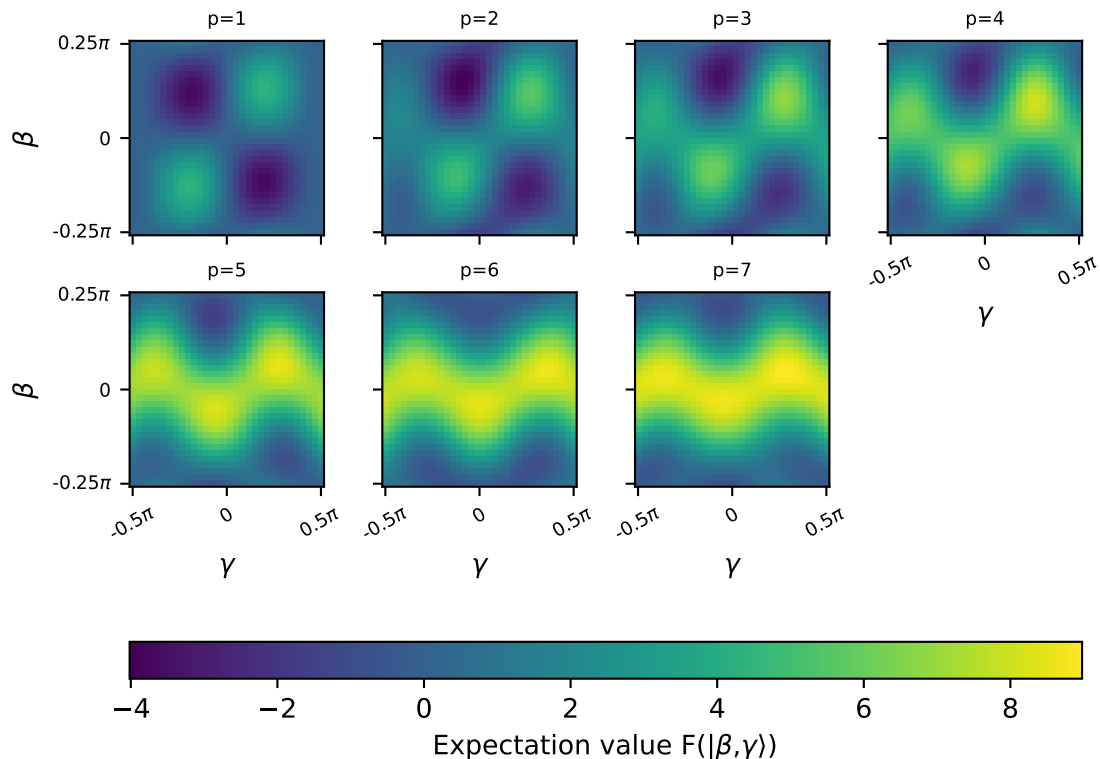 p=1 p=2 p=3 p=4
0.25π
β
0
-0.25π
-0.5π 0 0.5π
γ
p=5 p=6 p=7
0.25π
β
0
-0.25π
-0.5π 0 0.5π -0.5π 0 0.5π -0.5π 0 0.5π
γ γ γ
−4 −2 0 2 4 6 8
Expectation value F(|β,γ⟩)